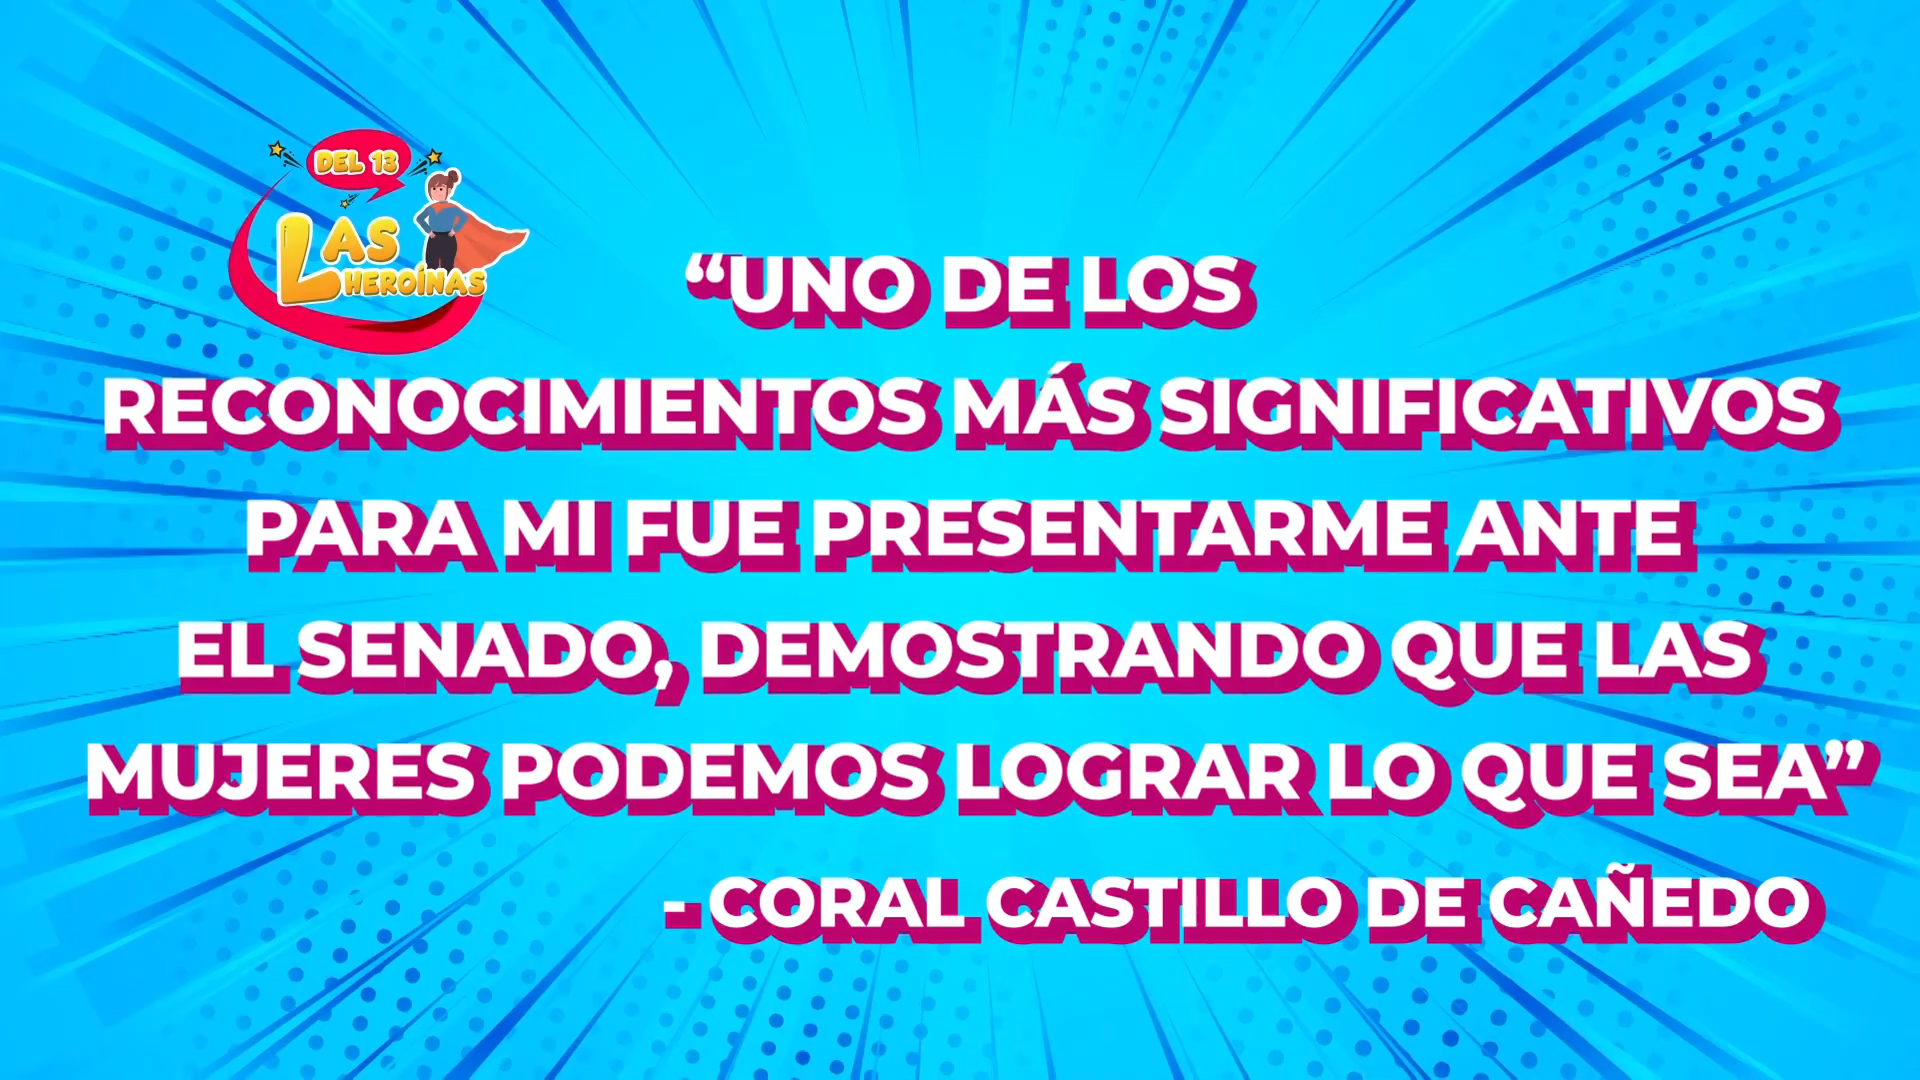 DEL 13
LAS
HEROÍNAS
“UNO DE LOS
RECONOCIMIENTOS MÁS SIGNIFICATIVOS
PARA MI FUE PRESENTARME ANTE
EL SENADO, DEMOSTRANDO QUE LAS
MUJERES PODEMOS LOGRAR LO QUE SEA”
- CORAL CASTILLO DE CAÑEDO